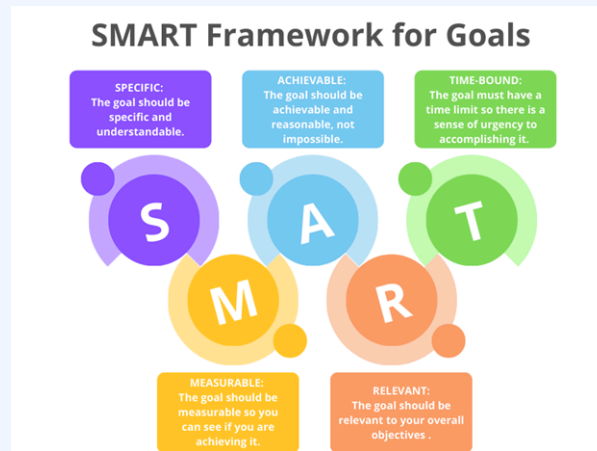 SMART Framework for Goals
SPECIFIC:
The goal should be
specific and
understandable.
ACHIEVABLE:
The goal should be
achievable and
reasonable, not
impossible.
TIME-BOUND:
The goal must have a
time limit so there is a
sense of urgency to
accomplishing it.
S
M
A
R
T
MEASURABLE:
The goal should be
measurable so you
can see if you are
achieving it.
RELEVANT:
The goal should be
relevant to your overall
objectives .